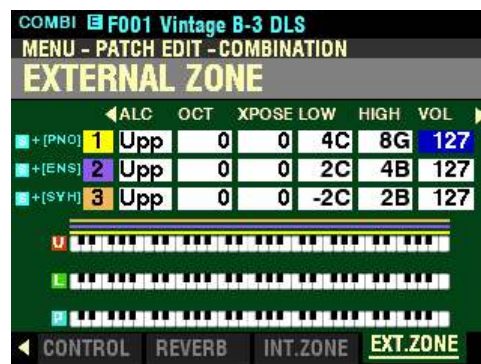 COMBI E F001 Vintage B-3 DLS
MENU - PATCH EDIT - COMBINATION
EXTERNAL ZONE
ALC OCT XPOSE LOW HIGH VOL
S +[PNO] 1 Upp 0 0 4C 8G 127
S +[ENS] 2 Upp 0 0 2C 4B 127
S +[SYH] 3 Upp 0 0 -2C 2B 127
U
L
P
CONTROL REVERB INT.ZONE EXT.ZONE